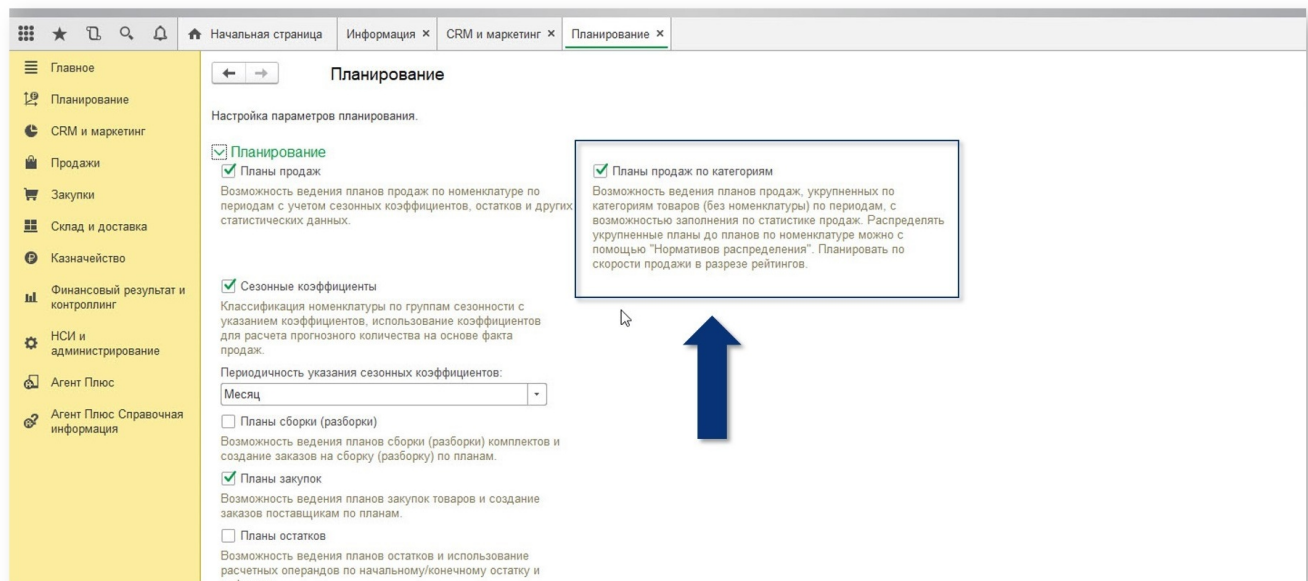 Начальная страница
Информация ×
CRM и маркетинг ×
Планирование ×
Главное
Планирование
CRM и маркетинг
Продажи
Закупки
Склад и доставка
Казначейство
Финансовый результат и
контроллинг
НСИ и
администрирование
Агент Плюс
Агент Плюс Справочная
информация
Планирование
Настройка параметров планирования.
Планирование
Планы продаж
Возможность ведения планов продаж по номенклатуре по
периодам с учетом сезонных коэффициентов, остатков и других
статистических данных.
Планы продаж по категориям
Возможность ведения планов продаж, укрупненных по
категориям товаров (без номенклатуры) по периодам, с
возможностью заполнения по статистике продаж. Распределять
укрупненные планы до планов по номенклатуре можно с
помощью "Нормативов распределения". Планировать по
скорости продажи в разрезе рейтингов.
Сезонные коэффициенты
Классификация номенклатуры по группам сезонности с
указанием коэффициентов, использование коэффициентов
для расчета прогнозного количества на основе факта
продаж.
Периодичность указания сезонных коэффициентов:
Месяц
Планы сборки (разборки)
Возможность ведения планов сборки (разборки) комплектов и
создание заказов на сборку (разборку) по планам.
Планы закупок
Возможность ведения планов закупок товаров и создание
заказов поставщикам по планам.
Планы остатков
Возможность ведения планов остатков и использование
расчетных операндов по начальному/конечному остатку и